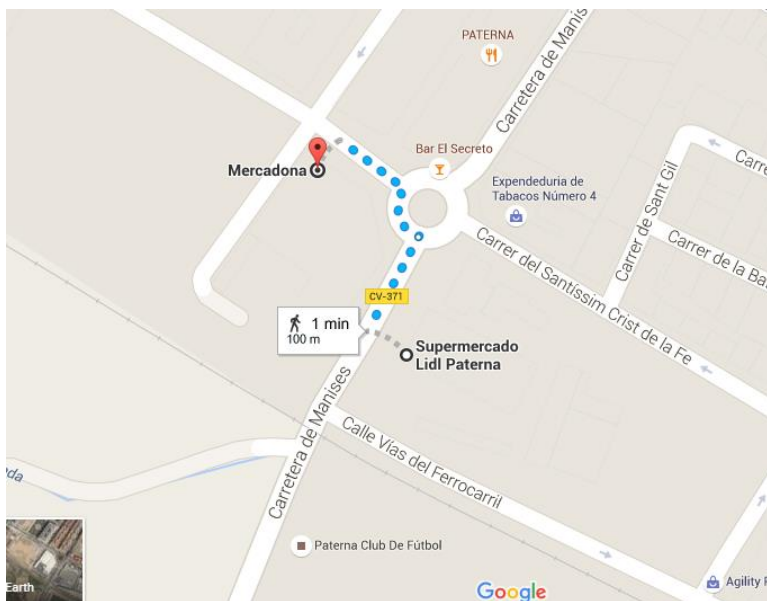 PATERNA
Carretera de Manis
Bar El Secreto
Mercadona
Expendeduria de
Tabacos Número 4
Carrer de Sant Gil
Carre
Carrer de la Ba
Carrer del Santíssim Crist de la Fe
CV-371
1 min
100 m
Supermercado
Lidl Paterna
Carretera de Manises
Calle Vías del Ferrocarril
da
Paterna Club De Fútbol
Earth
Google
Agility P